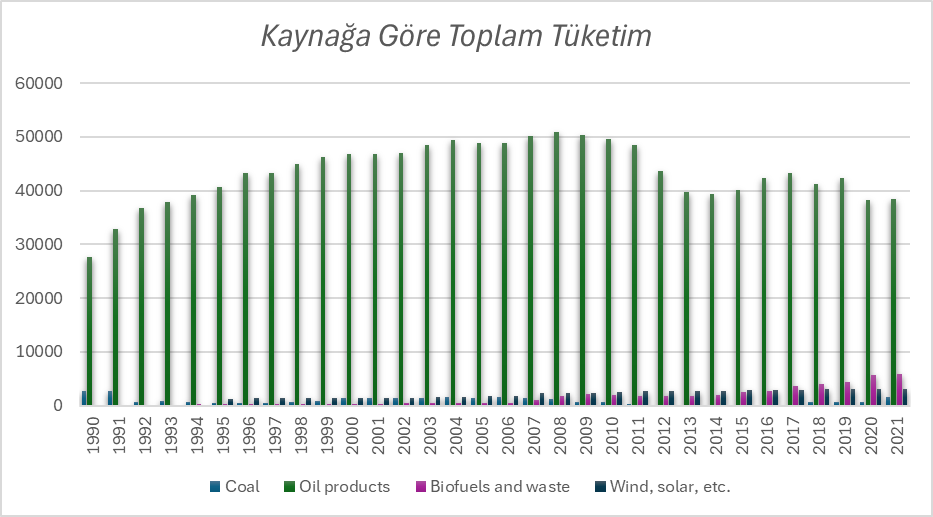 Kaynağa Göre Toplam Tüketim
60000
50000
40000
30000
20000
10000
0
1990 1991 1992 1993 1994 1995 1996 1997 1998 1999 2000 2001 2002 2003 2004 2005 2006 2007 2008 2009 2010 2011 2012 2013 2014 2015 2016 2017 2018 2019 2020 2021
Coal Oil products Biofuels and waste Wind, solar, etc.